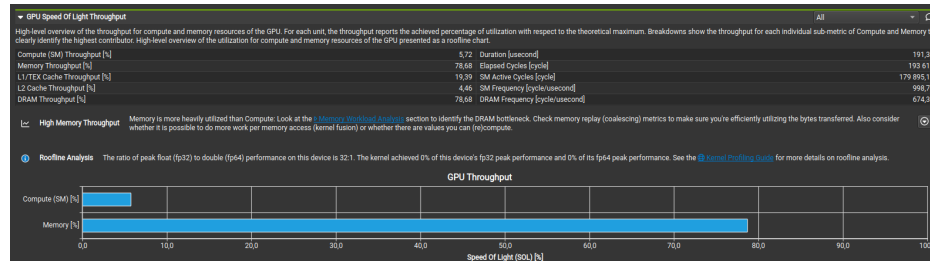 GPU Speed Of Light Throughput
All
High-level overview of the throughput for compute and memory resources of the GPU. For each unit, the throughput reports the achieved percentage of utilization with respect to the theoretical maximum. Breakdowns show the throughput for each individual sub-metric of Compute and Memory t
clearly identify the highest contributor. High-level overview of the utilization for compute and memory resources of the GPU presented as a roofline chart.
Compute (SM) Throughput [%] 5,72 Duration [usecond] 191,3
Memory Throughput [%] 78,68 Elapsed Cycles [cycle] 193 61
L1/TEX Cache Throughput [%] 19,39 SM Active Cycles [cycle] 179 895,1
L2 Cache Throughput [%] 4,46 SM Frequency [cycle/usecond] 998,7
DRAM Throughput [%] 78,68 DRAM Frequency [cycle/usecond] 674,3
High Memory Throughput Memory is more heavily utilized than Compute: Look at the Memory Workload Analysis section to identify the DRAM bottleneck. Check memory replay (coalescing) metrics to make sure you're efficiently utilizing the bytes transferred. Also consider
whether it is possible to do more work per memory access (kernel fusion) or whether there are values you can (re)compute.
Roofline Analysis The ratio of peak float (fp32) to double (fp64) performance on this device is 32:1. The kernel achieved 0% of this device's fp32 peak performance and 0% of its fp64 peak performance. See the Kernel Profiling Guide for more details on roofline analysis.
GPU Throughput
Compute (SM) [%]
Memory [%]
0,0 10,0 20,0 30,0 40,0 50,0 60,0 70,0 80,0 90,0 100
Speed Of Light (SOL) [%]